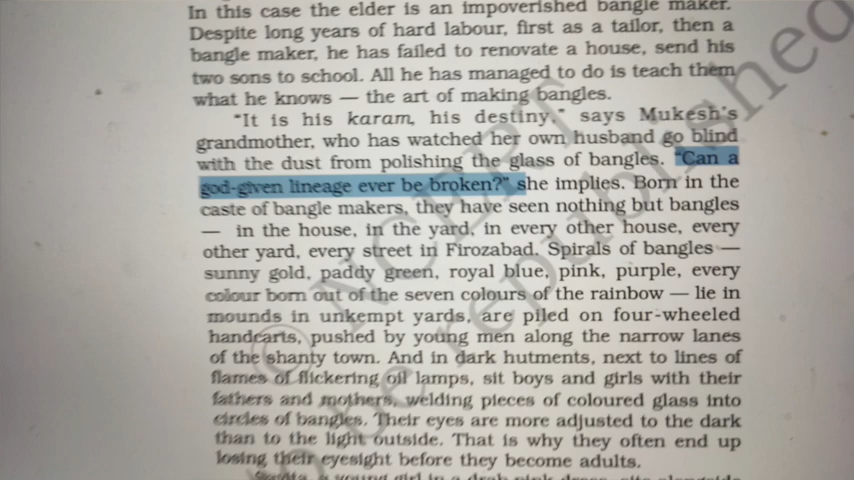 In this case the elder is an impoverished bangle maker.
Despite long years of hard labour, first as a tailor, then a
bangle maker, he has failed to renovate a house, send his
two sons to school. All he has managed to do is teach them
what he knows — the art of making bangles.
"It is his karam, his destiny," says Mukesh's
grandmother, who has watched her own husband go blind
with the dust from polishing the glass of bangles. "Can a
god-given lineage ever be broken?" she implies. Born in the
caste of bangle makers, they have seen nothing but bangles
— in the house, in the yard, in every other house, every
other yard, every street in Firozabad. Spirals of bangles —
sunny gold, paddy green, royal blue, pink, purple, every
colour born out of the seven colours of the rainbow — lie in
mounds in unkempt yards, are piled on four-wheeled
handcarts, pushed by young men along the narrow lanes
of the shanty town. And in dark hutments, next to lines of
flames of flickering oil lamps, sit boys and girls with their
fathers and mothers, welding pieces of coloured glass into
circles of bangles. Their eyes are more adjusted to the dark
than to the light outside. That is why they often end up
losing their eyesight before they become adults.
a young girl in a drab pink dress, sits alongside
© NCERT
be republished